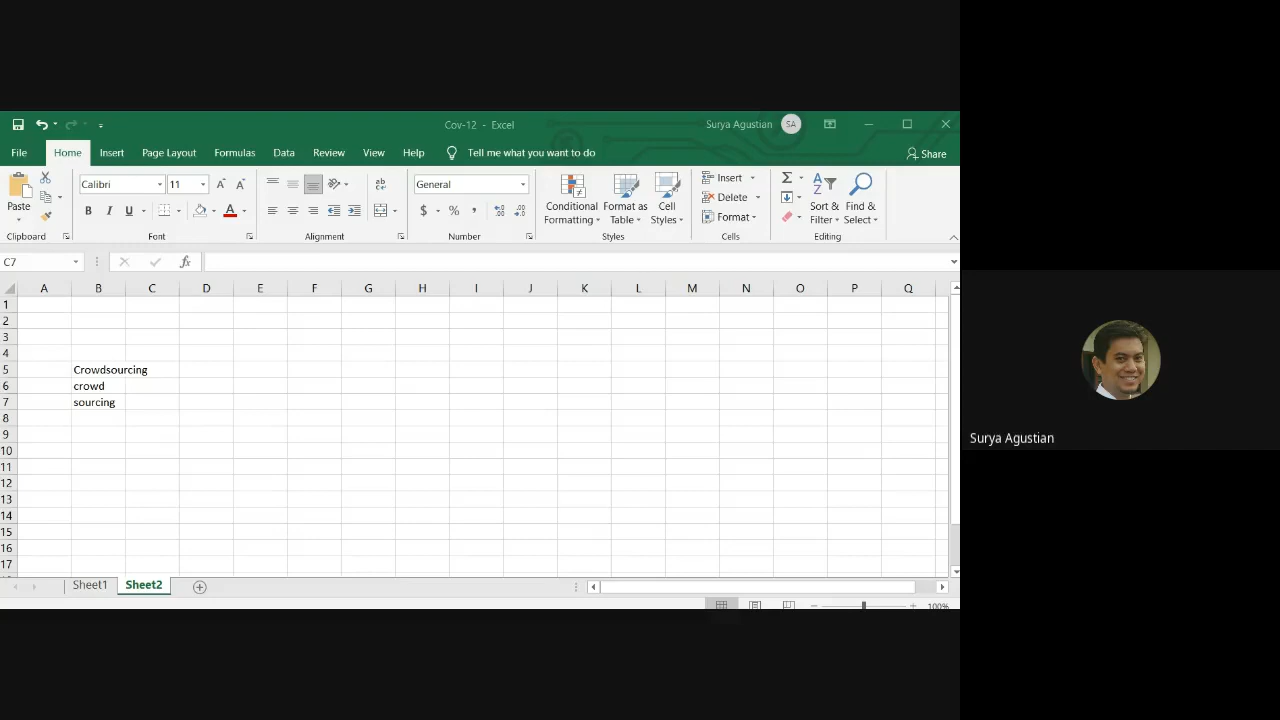 Cov-12 - Excel
Surya Agustian SA
File Home Insert Page Layout Formulas Data Review View Help Tell me what you want to do Share
Paste Calibri 11 General Conditional Formatting Format as Table Cell Styles Insert Delete Format Sort & Filter Find & Select
Clipboard Font Alignment Number Styles Cells Editing
C7 fx
A B C D E F G H I J K L M N O P Q
1
2
3
4
5 Crowdsourcing
6 crowd
7 sourcing
8
9
10
11
12
13
14
15
16
17
Sheet1 Sheet2
100%
Surya Agustian